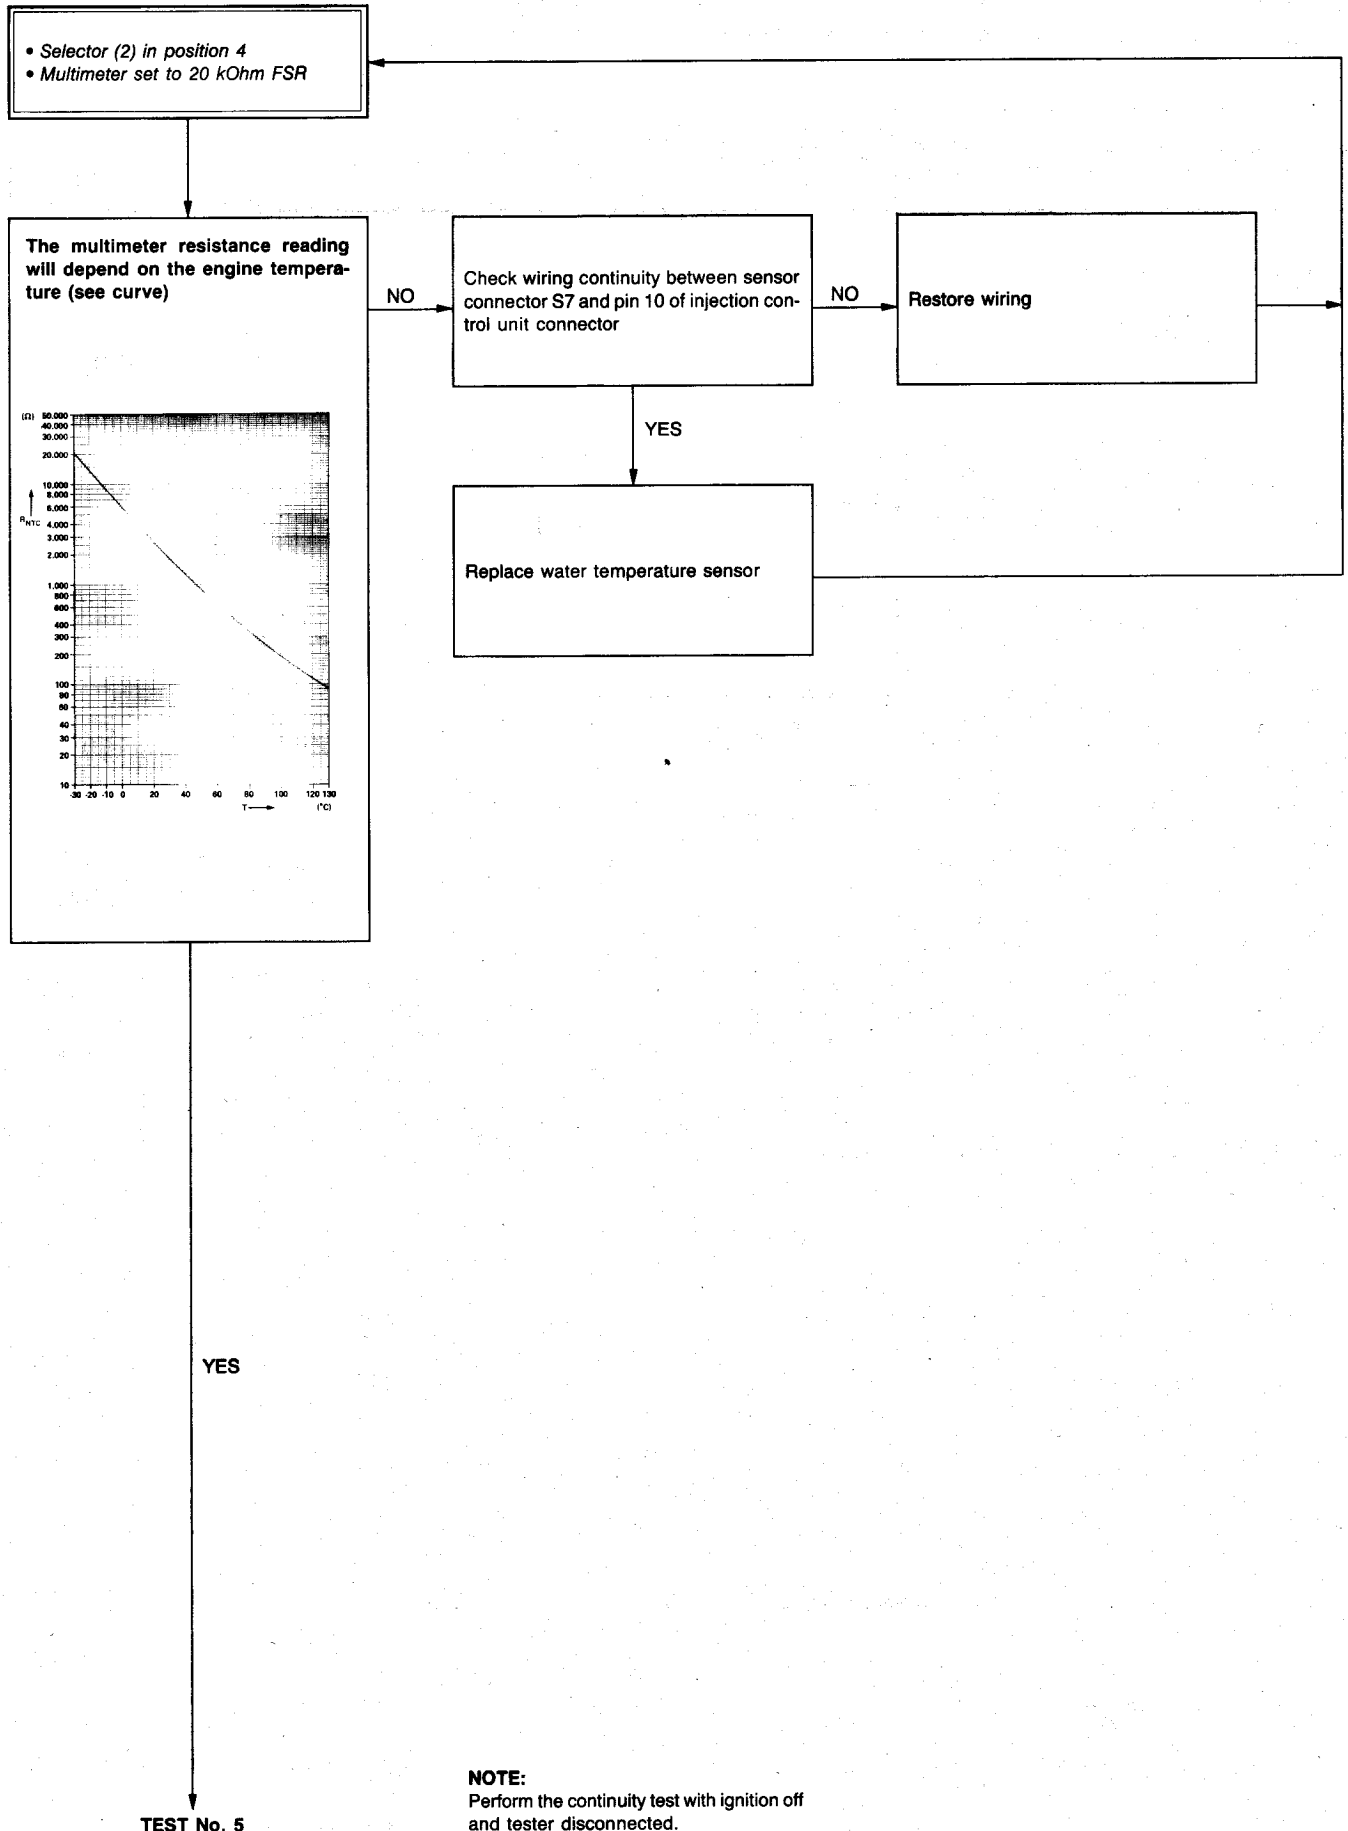 • Selector (2) in position 4
• Multimeter set to 20 kOhm FSR
The multimeter resistance reading
will depend on the engine tempera-
ture (see curve)
NO
Check wiring continuity between sensor
connector S7 and pin 10 of injection con-
trol unit connector
NO
Restore wiring
YES
Replace water temperature sensor
(Ω)
50.000
40.000
30.000
20.000
10.000
8.000
6.000
4.000
3.000
2.000
1.000
800
600
400
300
200
100
80
60
40
30
20
10
RNTC
-30 -20 -10 0 20 40 60 80 100 120 130
T (°C)
YES
TEST No. 5
NOTE:
Perform the continuity test with ignition off
and tester disconnected.